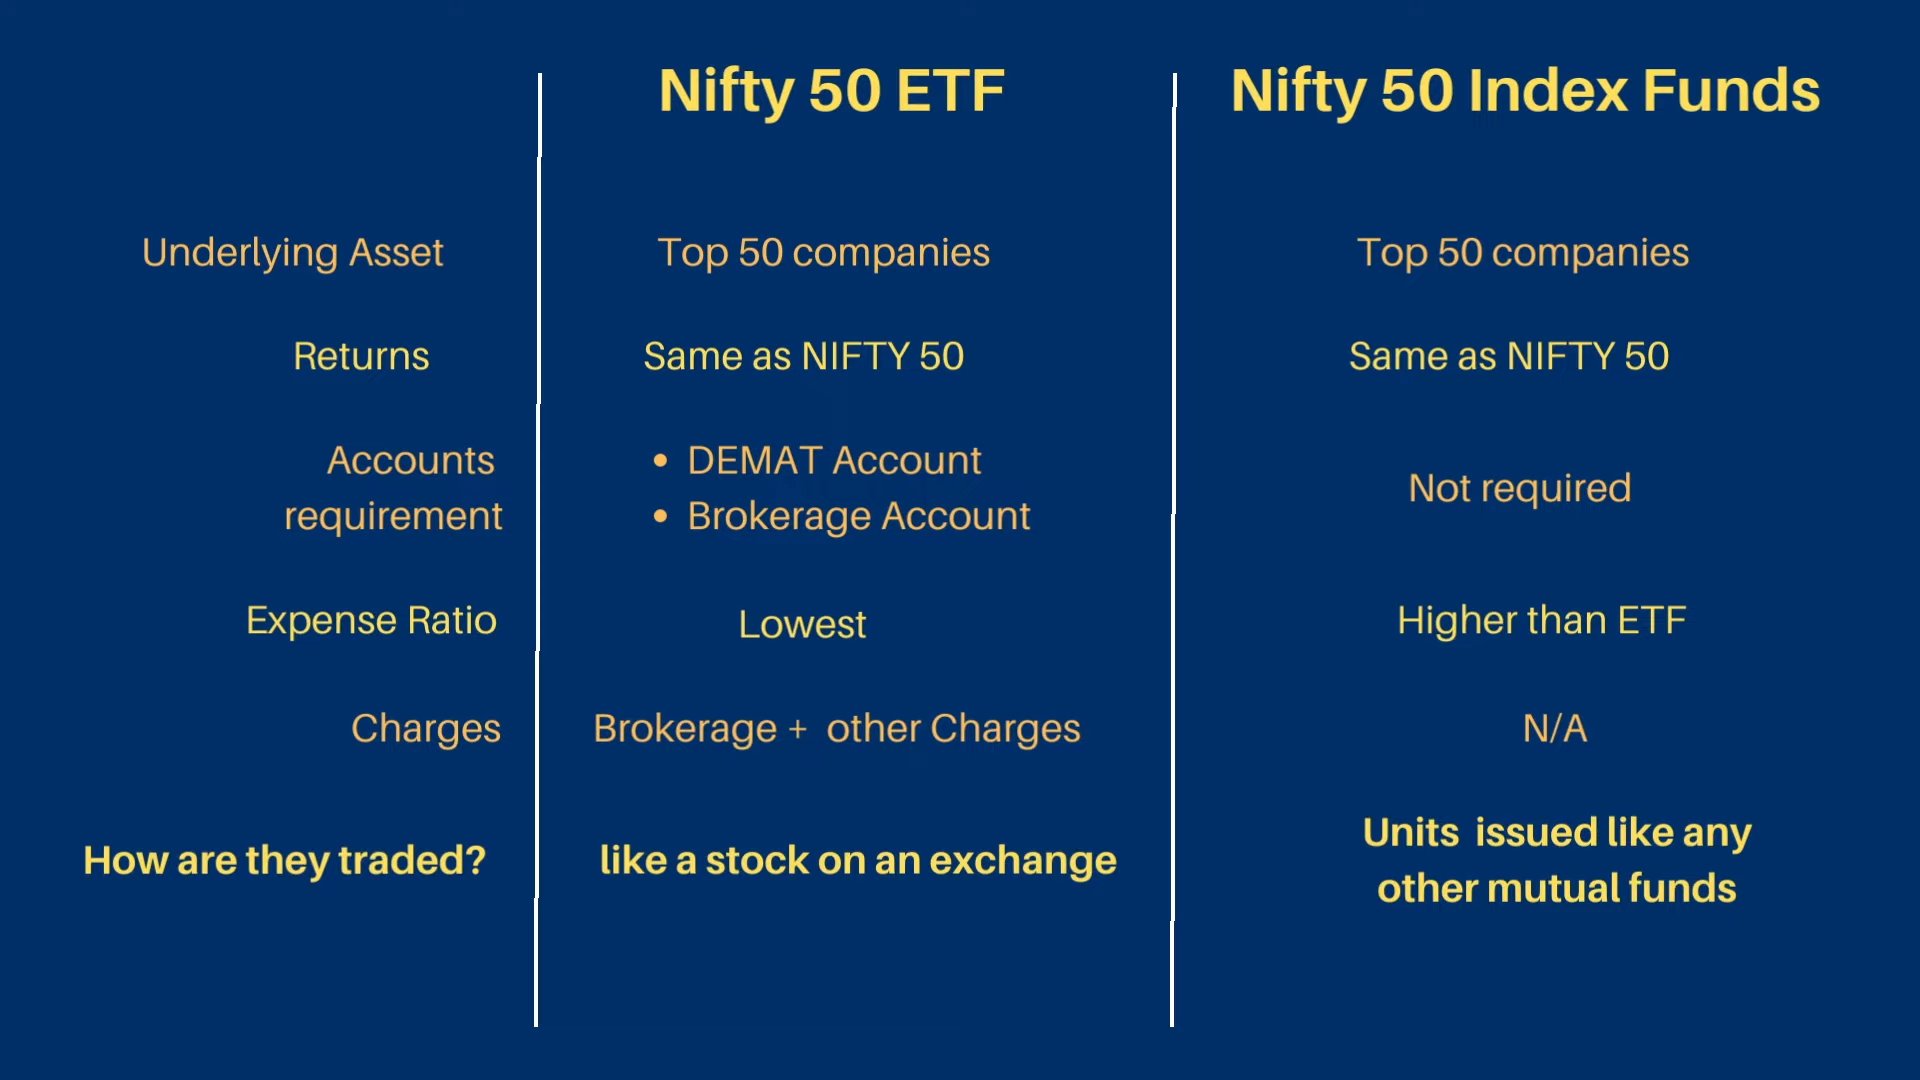 Nifty 50 ETF
Nifty 50 Index Funds
Underlying Asset
Top 50 companies
Top 50 companies
Returns
Same as NIFTY 50
Same as NIFTY 50
Accounts
requirement
• DEMAT Account
• Brokerage Account
Not required
Expense Ratio
Lowest
Higher than ETF
Charges
Brokerage + other Charges
N/A
How are they traded?
like a stock on an exchange
Units issued like any
other mutual funds